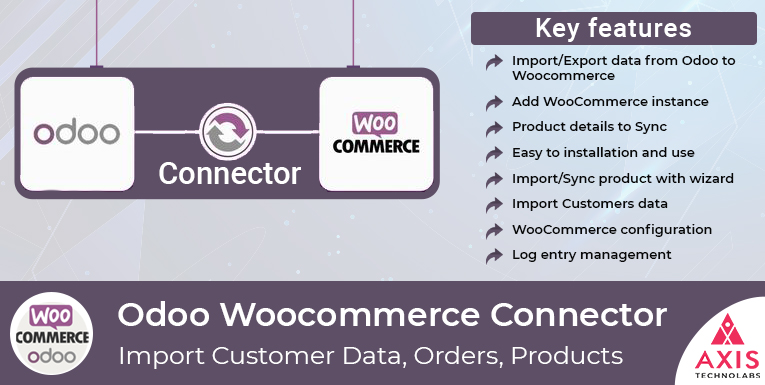 Key features
Import/Export data from Odoo to
Woocommerce
Add WooCommerce instance
Product details to Sync
Easy to installation and use
Import/Sync product with wizard
Import Customers data
WooCommerce configuration
Log entry management
odoo
WOO
COMMERCE
Connector
WOO
COMMERCE
odoo
Odoo Woocommerce Connector
Import Customer Data, Orders, Products
AXIS
TECHNOLABS